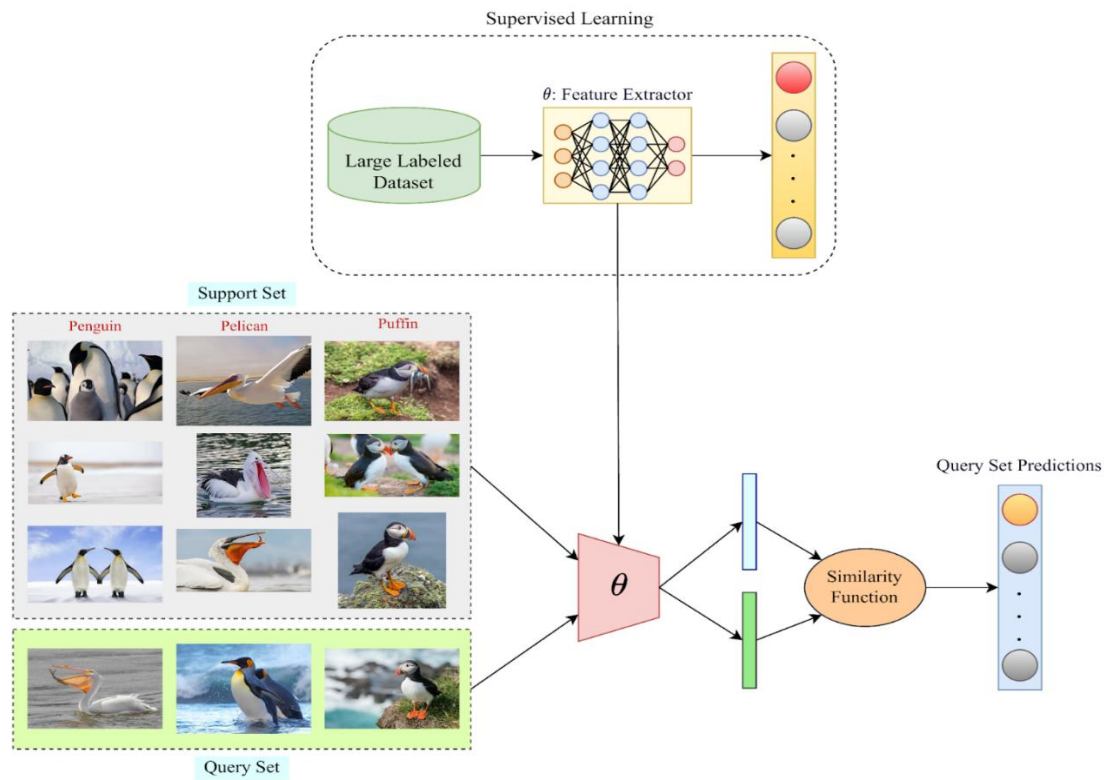 Supervised Learning
θ: Feature Extractor
Large Labeled
Dataset
Support Set
Penguin
Pelican
Puffin
Query Set Predictions
θ
Similarity
Function
Query Set